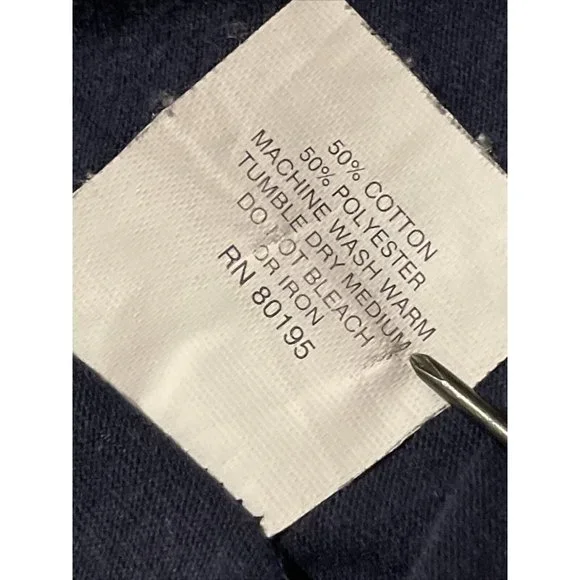 50% COTTON
50% POLYESTER
MACHINE WASH WARM
TUMBLE DRY MEDIUM
DO NOT BLEACH
OR IRON
RN 80195